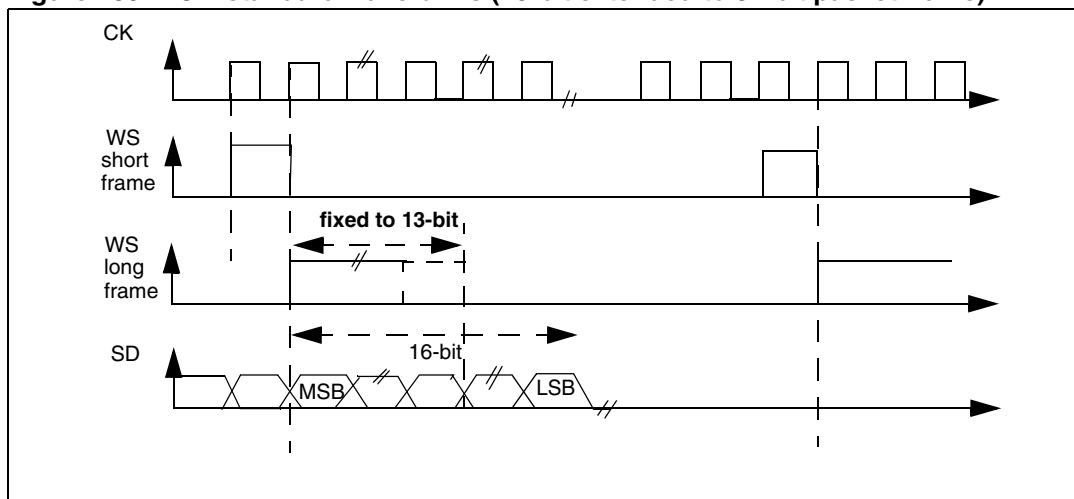 CK
WS
short
frame
fixed to 13-bit
WS
long
frame
16-bit
SD
MSB
LSB